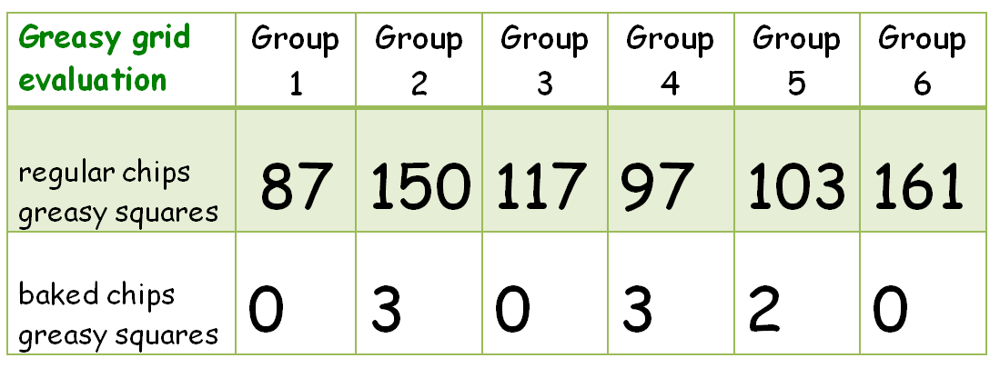 Greasy grid evaluation Group 1 Group 2 Group 3 Group 4 Group 5 Group 6
regular chips greasy squares 87 150 117 97 103 161
baked chips greasy squares 0 3 0 3 2 0